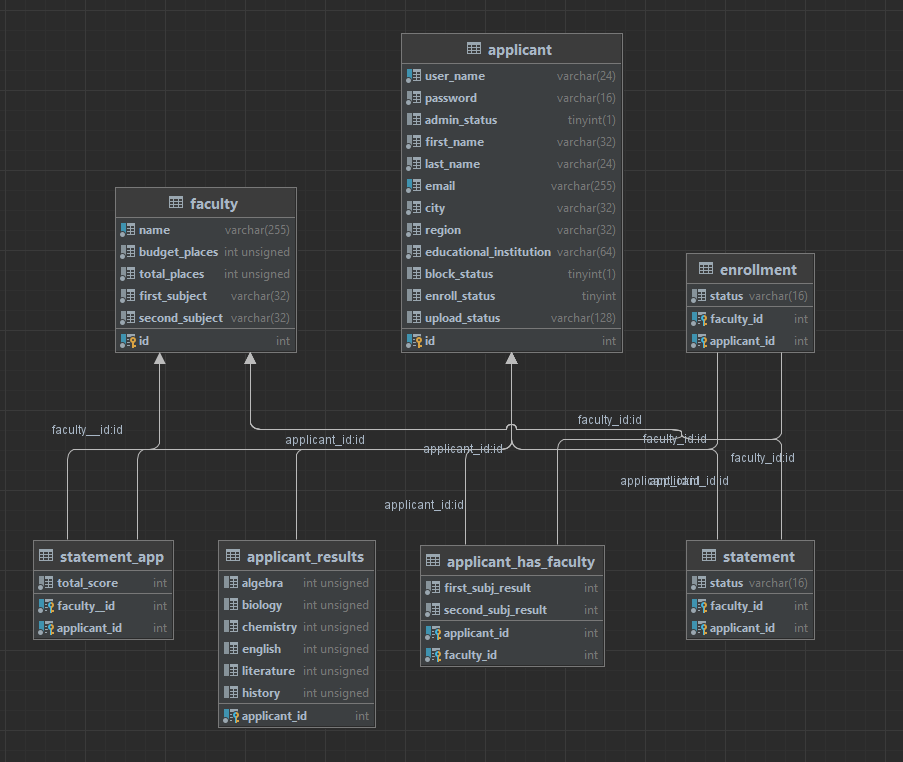 applicant
user_name varchar(24)
password varchar(16)
admin_status tinyint(1)
first_name varchar(32)
last_name varchar(24)
email varchar(255)
city varchar(32)
region varchar(32)
educational_institution varchar(64)
block_status tinyint(1)
enroll_status tinyint
upload_status varchar(128)
id int
faculty
name varchar(255)
budget_places int unsigned
total_places int unsigned
first_subject varchar(32)
second_subject varchar(32)
id int
enrollment
status varchar(16)
faculty_id int
applicant_id int
faculty__id:id
applicant_id:id
faculty_id:id
applicant_id:id
faculty_id:id
faculty_id:id
applicant_id:id
applicant_id:id
applicant_id:id
statement_app
total_score int
faculty__id int
applicant_id int
applicant_results
algebra int unsigned
biology int unsigned
chemistry int unsigned
english int unsigned
literature int unsigned
history int unsigned
applicant_id int
applicant_has_faculty
first_subj_result int
second_subj_result int
applicant_id int
faculty_id int
statement
status varchar(16)
faculty_id int
applicant_id int